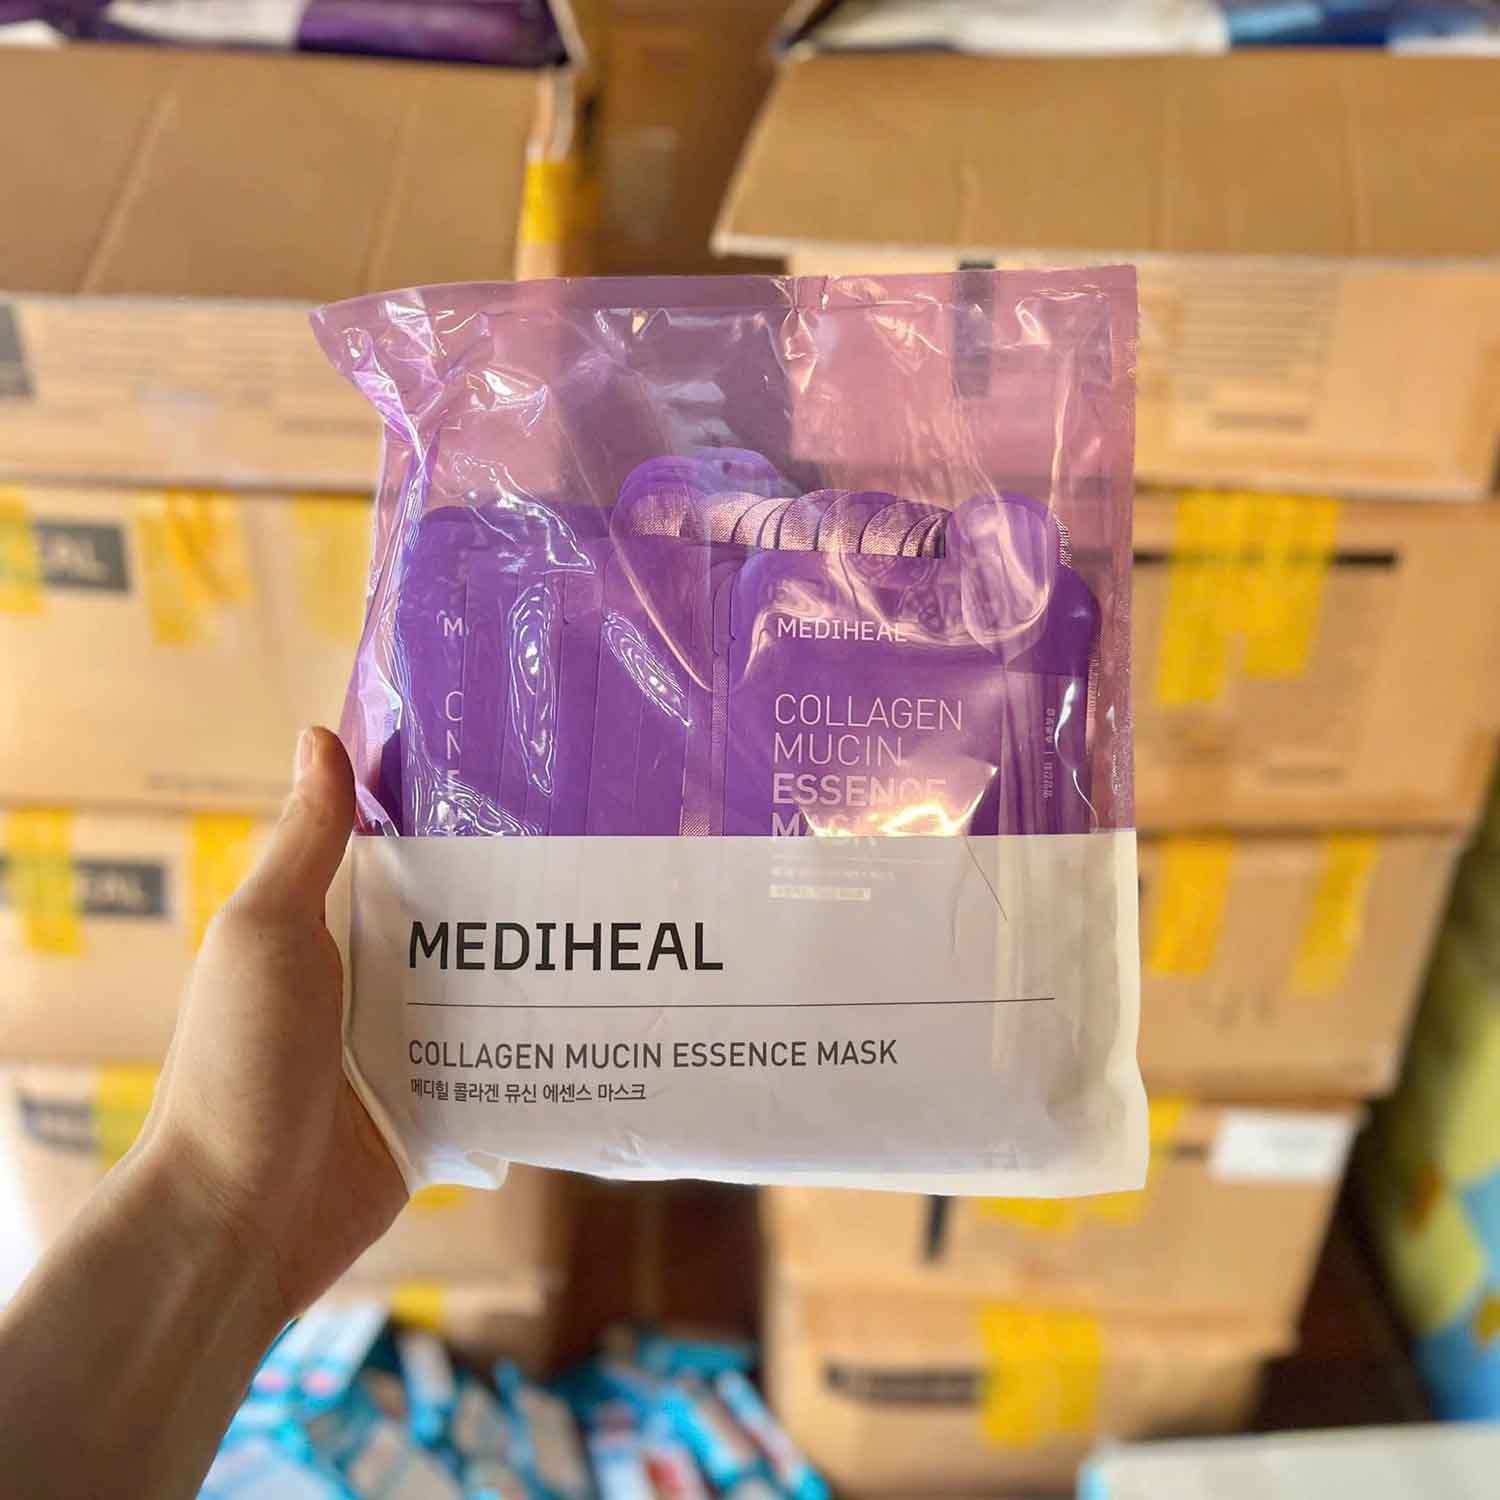 MEDIHEAL
COLLAGEN
MUCIN
ESSENCE
MASK
MEDIHEAL
COLLAGEN MUCIN ESSENCE MASK
메디힐 콜라겐 뮤신 에센스 마스크